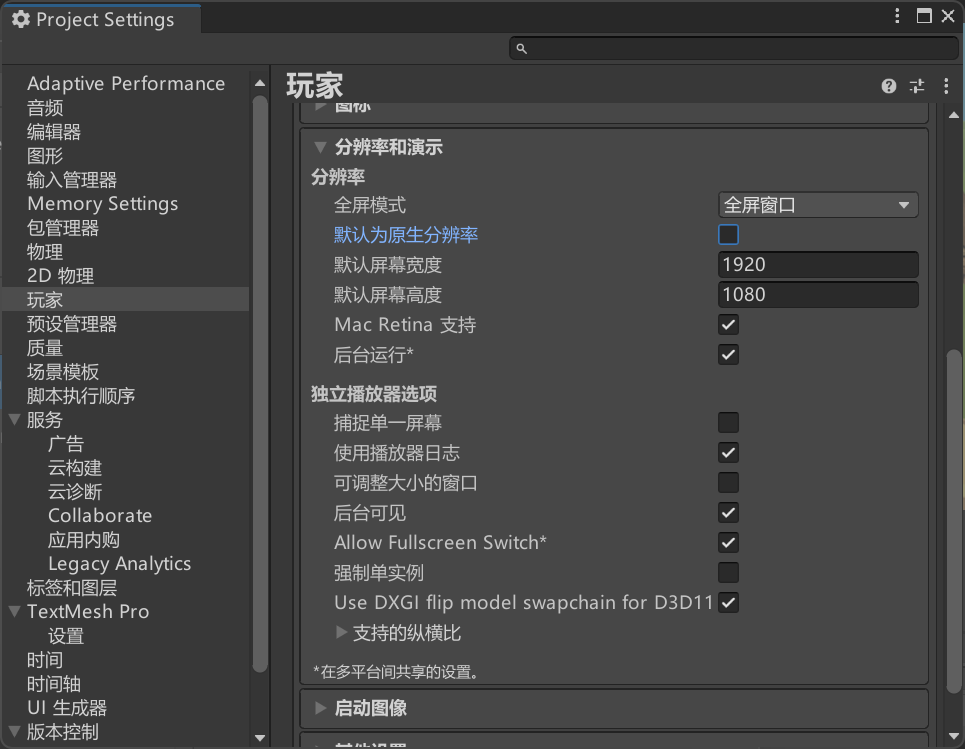 Project Settings
Adaptive Performance
音频
编辑器
图形
输入管理器
Memory Settings
包管理器
物理
2D 物理
玩家
预设管理器
质量
场景模板
脚本执行顺序
服务
广告
云构建
云诊断
Collaborate
应用内购
Legacy Analytics
标签和图层
TextMesh Pro
设置
时间
时间轴
UI 生成器
版本控制
玩家
图标
分辨率和演示
分辨率
全屏模式 全屏窗口
默认为原生分辨率
默认屏幕宽度 1920
默认屏幕高度 1080
Mac Retina 支持
后台运行*
独立播放器选项
捕捉单一屏幕
使用播放器日志
可调整大小的窗口
后台可见
Allow Fullscreen Switch*
强制单实例
Use DXGI flip model swapchain for D3D11
支持的纵横比
*在多平台间共享的设置。
启动图像
其他设置